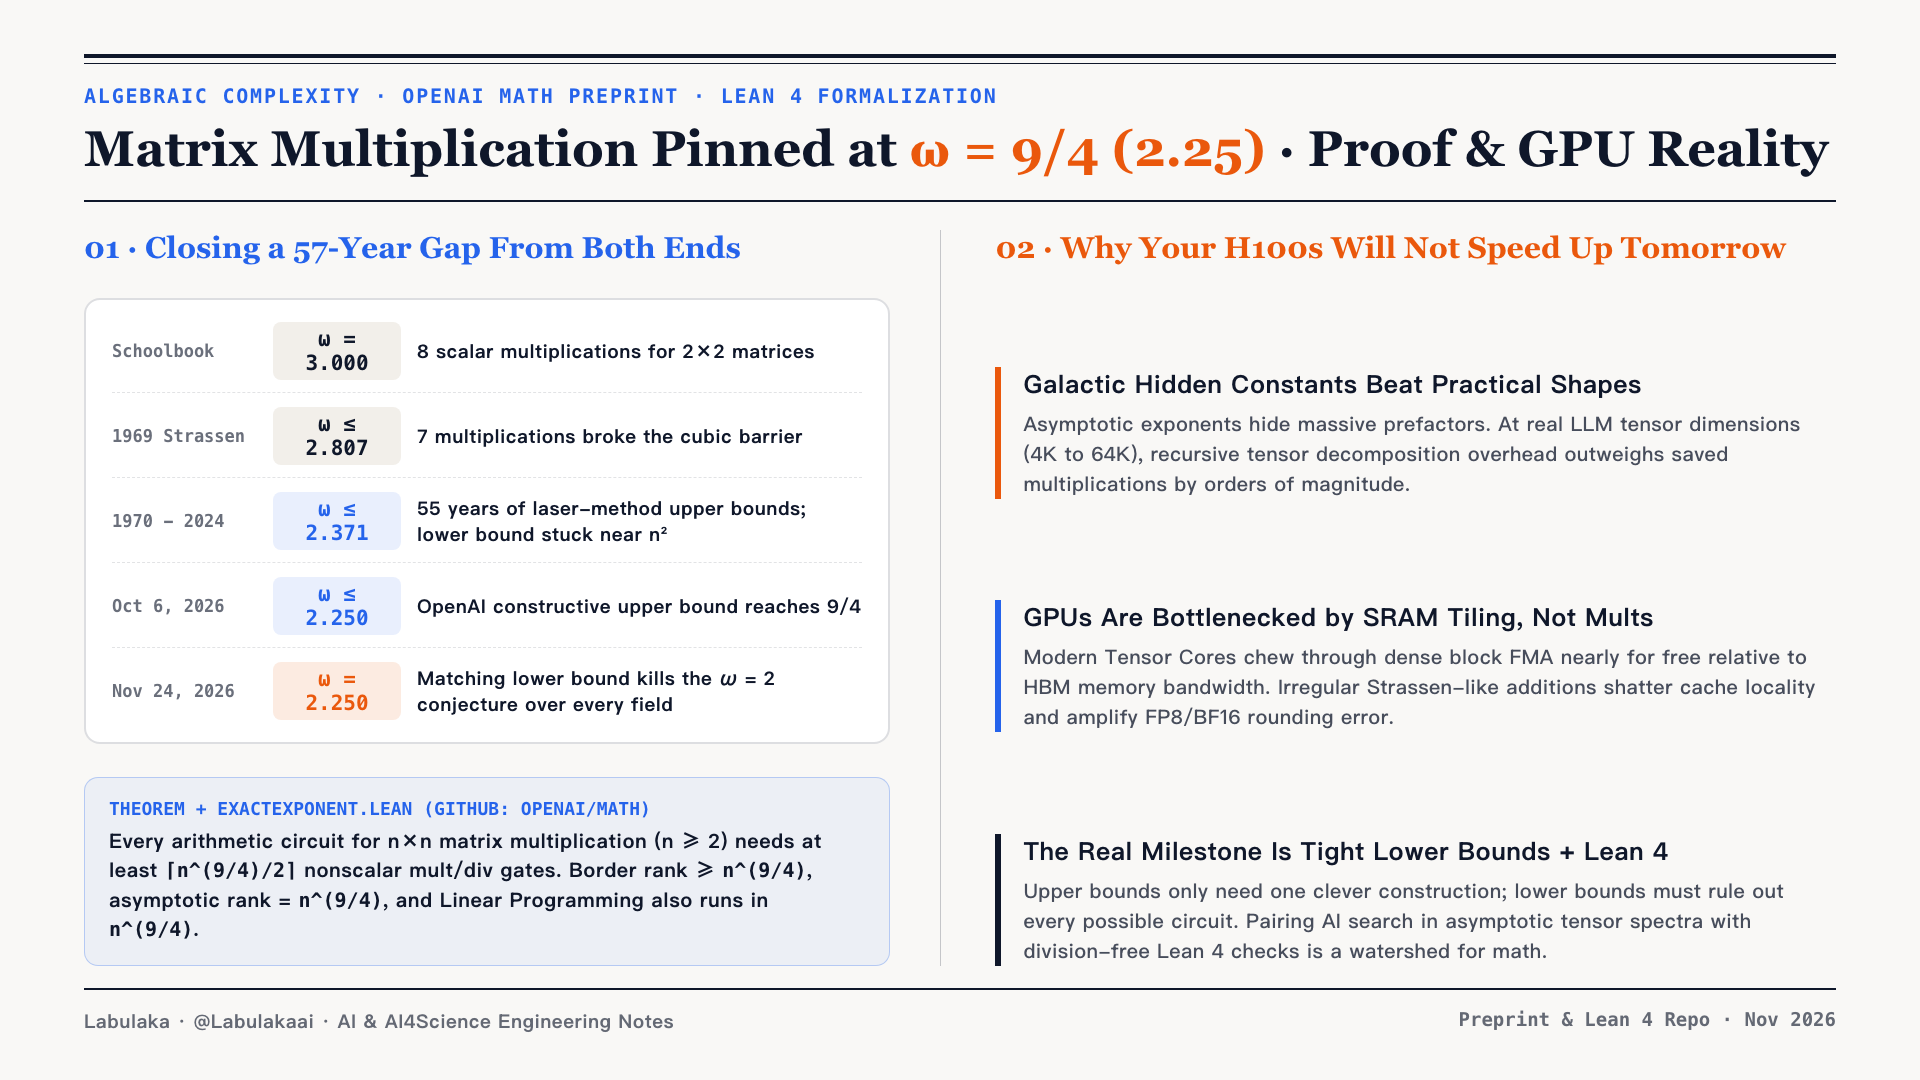 ALGEBRAIC COMPLEXITY · OPENAI MATH PREPRINT · LEAN 4 FORMALIZATION
Matrix Multiplication Pinned at ω = 9/4 (2.25) · Proof & GPU Reality
01 · Closing a 57-Year Gap From Both Ends
Schoolbook
ω =
3.000
8 scalar multiplications for 2×2 matrices
1969 Strassen
ω ≤
2.807
7 multiplications broke the cubic barrier
1970 – 2024
ω ≤
2.371
55 years of laser-method upper bounds;
lower bound stuck near n²
Oct 6, 2026
ω ≤
2.250
OpenAI constructive upper bound reaches 9/4
Nov 24, 2026
ω =
2.250
Matching lower bound kills the ω = 2
conjecture over every field
THEOREM + EXACTEXPONENT.LEAN (GITHUB: OPENAI/MATH)
Every arithmetic circuit for n×n matrix multiplication (n ⩾ 2) needs at
least ⌈n^(9/4)/2⌉ nonscalar mult/div gates. Border rank ⩾ n^(9/4),
asymptotic rank = n^(9/4), and Linear Programming also runs in
n^(9/4).
02 · Why Your H100s Will Not Speed Up Tomorrow
Galactic Hidden Constants Beat Practical Shapes
Asymptotic exponents hide massive prefactors. At real LLM tensor dimensions
(4K to 64K), recursive tensor decomposition overhead outweighs saved
multiplications by orders of magnitude.
GPUs Are Bottlenecked by SRAM Tiling, Not Mults
Modern Tensor Cores chew through dense block FMA nearly for free relative to
HBM memory bandwidth. Irregular Strassen-like additions shatter cache locality
and amplify FP8/BF16 rounding error.
The Real Milestone Is Tight Lower Bounds + Lean 4
Upper bounds only need one clever construction; lower bounds must rule out
every possible circuit. Pairing AI search in asymptotic tensor spectra with
division-free Lean 4 checks is a watershed for math.
Labulaka · @Labulakaai · AI & AI4Science Engineering Notes
Preprint & Lean 4 Repo · Nov 2026